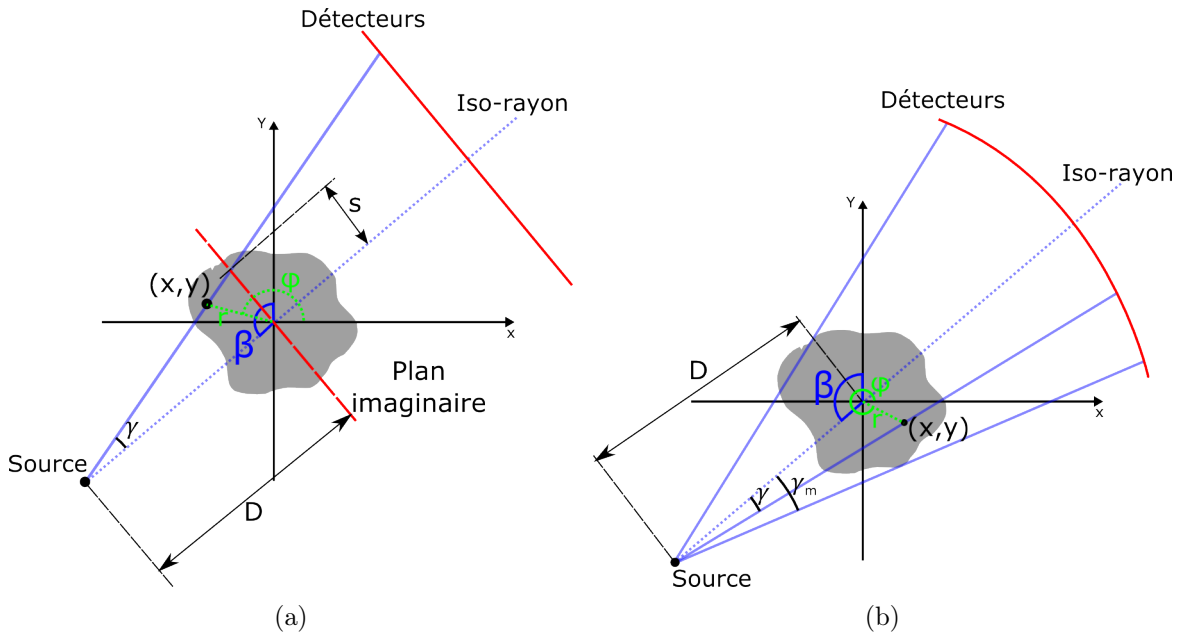 Détecteurs
Iso-rayon
Y
s
(x,y)
φ
r
β
x
Plan
imaginaire
γ
Source
D
(a)
Détecteurs
Iso-rayon
Y
D
β
φ
r
x
(x,y)
γ
γm
Source
(b)